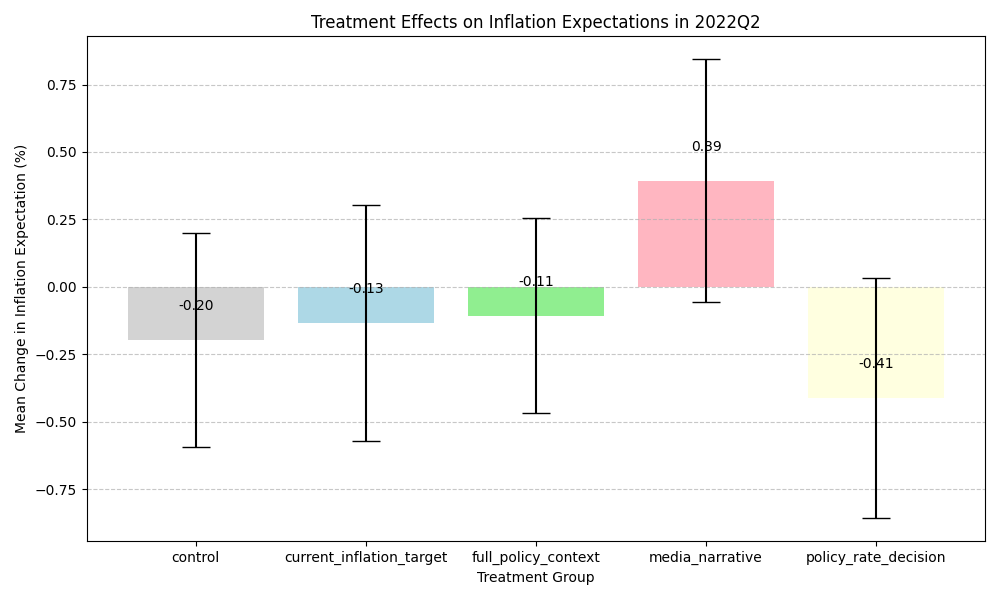 Treatment Effects on Inflation Expectations in 2022Q2
Mean Change in Inflation Expectation (%)
0.75
0.50
0.25
0.00
−0.25
−0.50
−0.75
-0.20
-0.13
-0.11
0.39
-0.41
control
current_inflation_target
full_policy_context
media_narrative
policy_rate_decision
Treatment Group